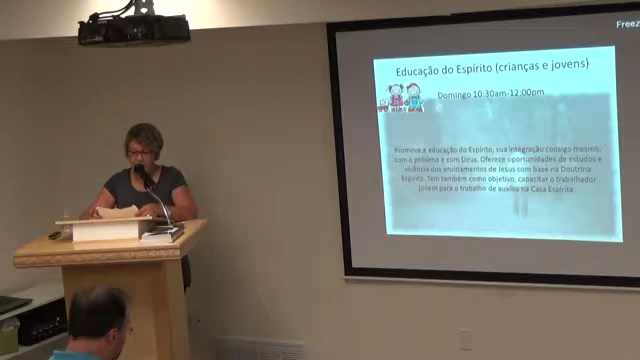 Freez
Educação do Espírito (crianças e jovens)
Domingo 10:30am-12:00pm
Promove a educação do Espírito, sua integração consigo mesmo,
com o próximo e com Deus. Oferece oportunidades de estudos e
vivência dos ensinamentos de Jesus com base na Doutrina
Espírita. Tem também como objetivo, capacitar o trabalhador
jovem para o trabalho de auxílio na Casa Espírita.